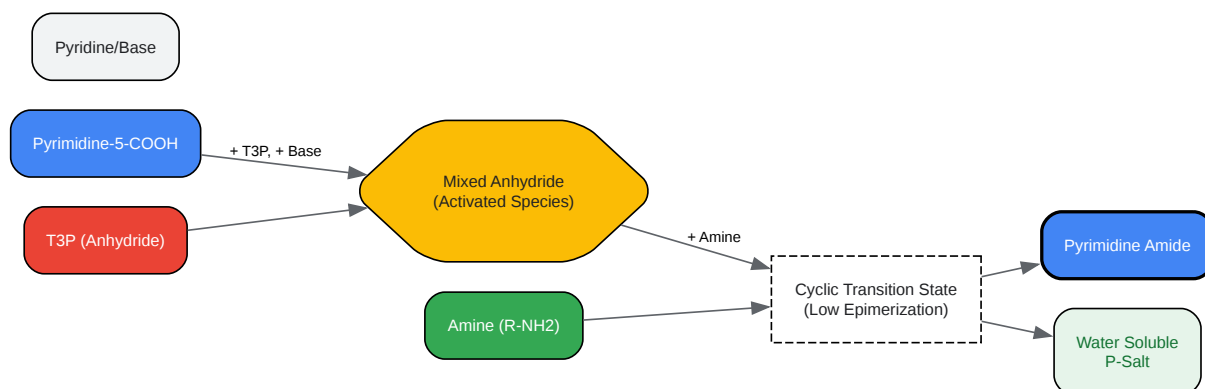 Pyridine/Base
Pyrimidine-5-COOH
+ T3P, + Base
T3P (Anhydride)
Mixed Anhydride
(Activated Species)
+ Amine
Amine (R-NH2)
Cyclic Transition State
(Low Epimerization)
Pyrimidine Amide
Water Soluble
P-Salt